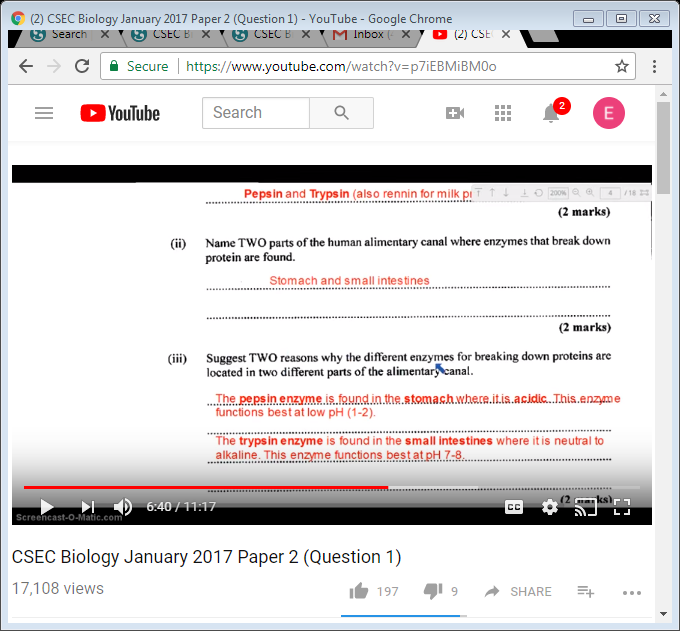 (2) CSEC Biology January 2017 Paper 2 (Question 1) - YouTube - Google Chrome
Search CSEC B CSEC B Inbox ( (2) CSE
Secure https://www.youtube.com/watch?v=p7iEBMiBM0o
YouTube Search 2 E
Pepsin and Trypsin (also rennin for milk 200% 4 / 18
(2 marks)
(ii) Name TWO parts of the human alimentary canal where enzymes that break down
protein are found.
Stomach and small intestines
(2 marks)
(iii) Suggest TWO reasons why the different enzymes for breaking down proteins are
located in two different parts of the alimentary canal.
The pepsin enzyme is found in the stomach where it is acidic. This enzyme
functions best at low pH (1-2).
The trypsin enzyme is found in the small intestines where it is neutral to
alkaline. This enzyme functions best at pH 7-8.
(2 marks)
6:40 / 11:17 CC
Screencast-O-Matic.com
CSEC Biology January 2017 Paper 2 (Question 1)
17,108 views
197 9 SHARE